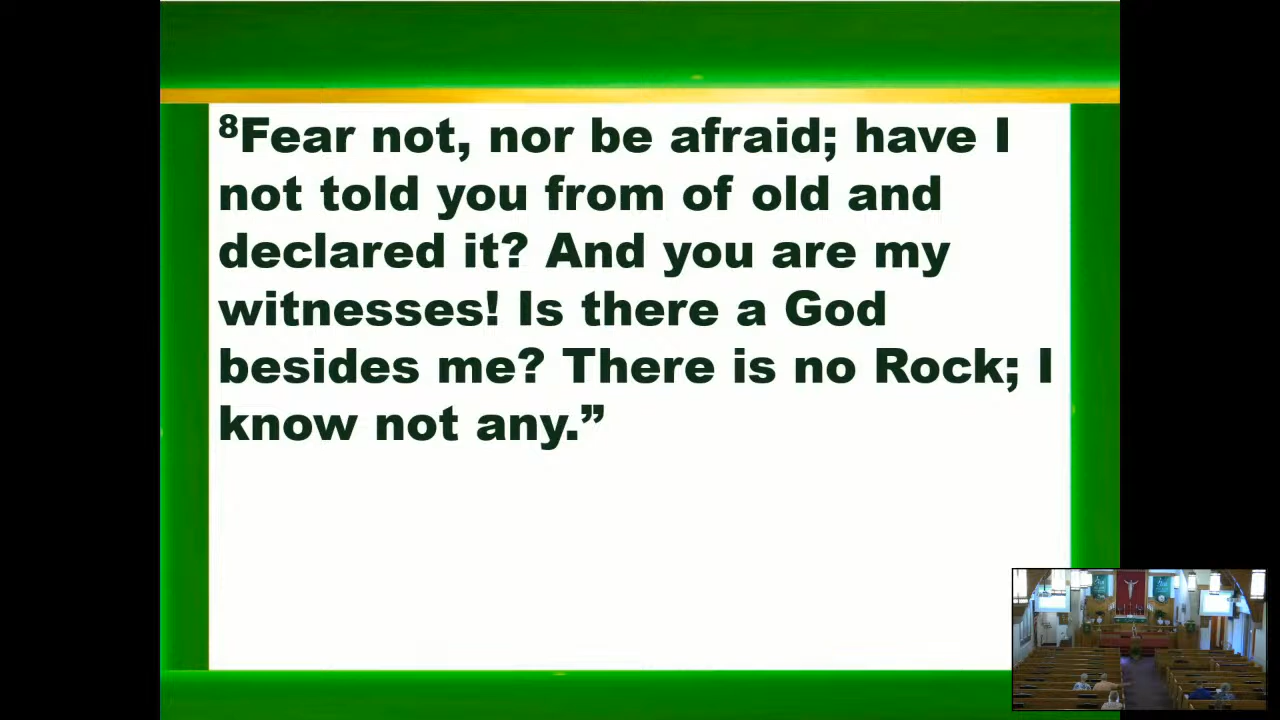 ⁸Fear not, nor be afraid; have I
not told you from of old and
declared it? And you are my
witnesses! Is there a God
besides me? There is no Rock; I
know not any.”